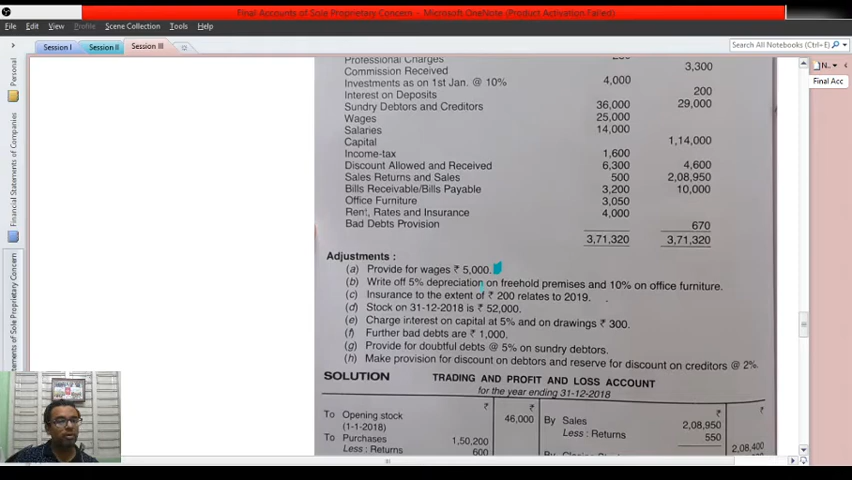 Final Accounts of Sole Proprietary Concern - Microsoft OneNote (Product Activation Failed)
File Edit View Profile Scene Collection Tools Help
Session I Session II Session III
Search All Notebooks (Ctrl+E)
Personal
Financial Statements of Companies
Final Accounts of Sole Proprietary Concern
N..
Final Acc
Professional Charges
Commission Received 3,300
Investments as on 1st Jan. @ 10% 4,000
Interest on Deposits 200
Sundry Debtors and Creditors 36,000 29,000
Wages 25,000
Salaries 14,000
Capital 1,14,000
Income-tax 1,600
Discount Allowed and Received 6,300 4,600
Sales Returns and Sales 500 2,08,950
Bills Receivable/Bills Payable 3,200 10,000
Office Furniture 3,050
Rent, Rates and Insurance 4,000
Bad Debts Provision 670
3,71,320 3,71,320
Adjustments :
(a) Provide for wages ₹ 5,000.
(b) Write off 5% depreciation on freehold premises and 10% on office furniture.
(c) Insurance to the extent of ₹ 200 relates to 2019.
(d) Stock on 31-12-2018 is ₹ 52,000.
(e) Charge interest on capital at 5% and on drawings ₹ 300.
(f) Further bad debts are ₹ 1,000.
(g) Provide for doubtful debts @ 5% on sundry debtors.
(h) Make provision for discount on debtors and reserve for discount on creditors @ 2%.
SOLUTION TRADING AND PROFIT AND LOSS ACCOUNT
for the year ending 31-12-2018
₹ ₹ ₹ ₹
To Opening stock 46,000 By Sales 2,08,950
(1-1-2018) Less : Returns 550
To Purchases 1,50,200 2,08,400
Less : Returns 600